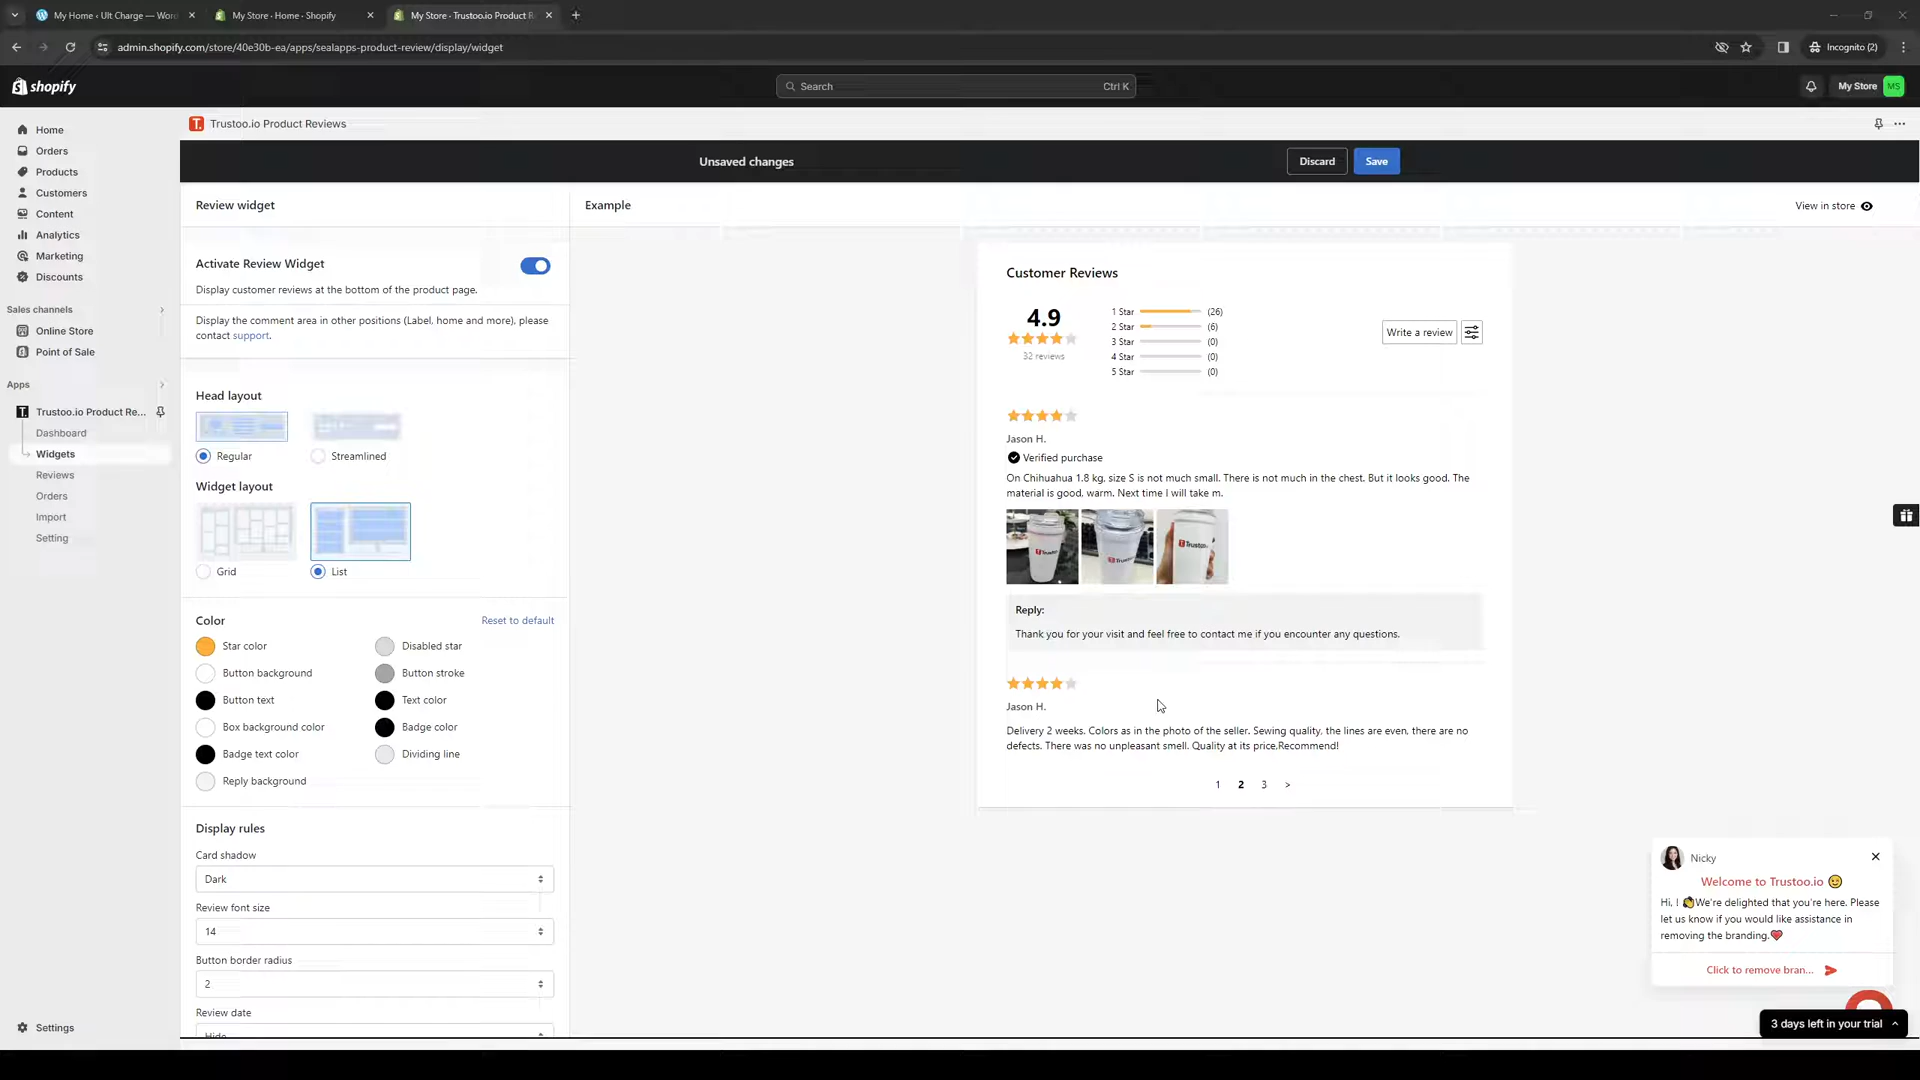 My Home ‹ Ult Charge — Word
My Store · Home · Shopify
My Store · Trustoo.io Product R
admin.shopify.com/store/40e30b-ea/apps/sealapps-product-review/display/widget
Incognito (2)
shopify
Search
Ctrl K
My Store
MS
Home
Orders
Products
Customers
Content
Analytics
Marketing
Discounts
Sales channels
Online Store
Point of Sale
Apps
Trustoo.io Product Re...
Dashboard
Widgets
Reviews
Orders
Import
Setting
Settings
Trustoo.io Product Reviews
Unsaved changes
Discard
Save
Review widget
Activate Review Widget
Display customer reviews at the bottom of the product page.
Display the comment area in other positions (Label, home and more), please
contact support.
Head layout
Regular
Streamlined
Widget layout
Grid
List
Color
Reset to default
Star color
Disabled star
Button background
Button stroke
Button text
Text color
Box background color
Badge color
Badge text color
Dividing line
Reply background
Display rules
Card shadow
Dark
Review font size
14
Button border radius
2
Review date
Hide
Example
View in store
Customer Reviews
4.9
32 reviews
1 Star (26)
2 Star (6)
3 Star (0)
4 Star (0)
5 Star (0)
Write a review
Jason H.
Verified purchase
On Chihuahua 1.8 kg, size S is not much small. There is not much in the chest. But it looks good. The
material is good, warm. Next time I will take m.
Trustoo
Trustoo
Trustoo
Reply:
Thank you for your visit and feel free to contact me if you encounter any questions.
Jason H.
Delivery 2 weeks. Colors as in the photo of the seller. Sewing quality, the lines are even, there are no
defects. There was no unpleasant smell. Quality at its price.Recommend!
1 2 3 >
Nicky
Welcome to Trustoo.io 😉
Hi, I 👏We're delighted that you're here. Please
let us know if you would like assistance in
removing the branding.❤️
Click to remove bran...
3 days left in your trial